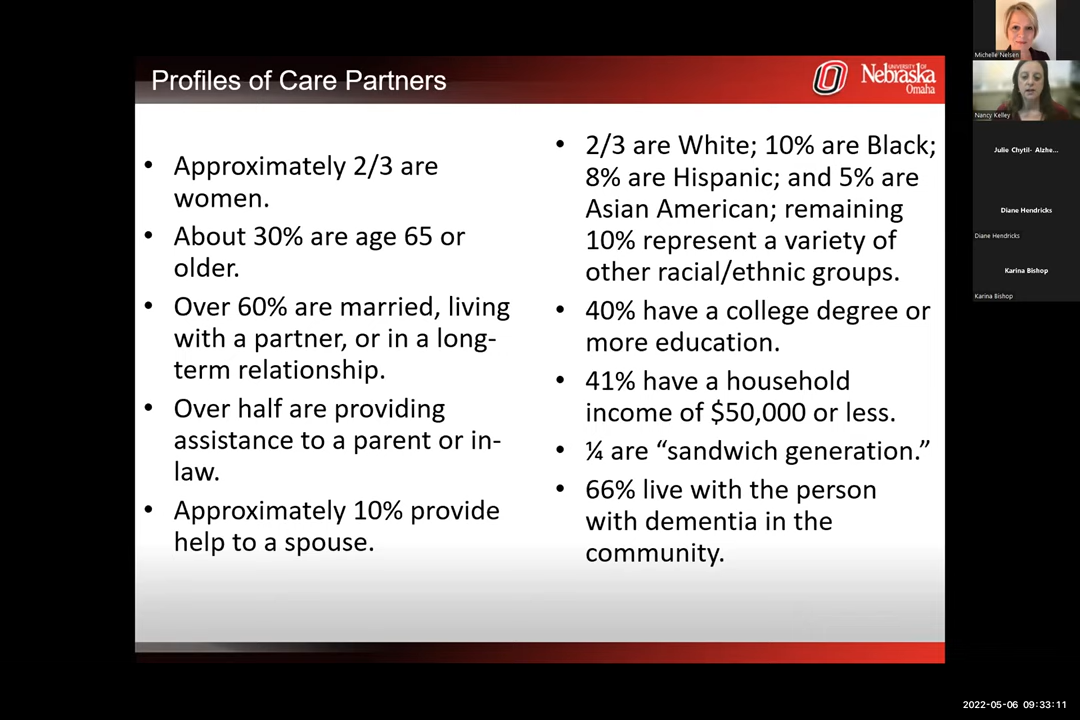 Profiles of Care Partners
UNIVERSITY OF
Nebraska
Omaha
• Approximately 2/3 are
women.
• About 30% are age 65 or
older.
• Over 60% are married, living
with a partner, or in a long-
term relationship.
• Over half are providing
assistance to a parent or in-
law.
• Approximately 10% provide
help to a spouse.
• 2/3 are White; 10% are Black;
8% are Hispanic; and 5% are
Asian American; remaining
10% represent a variety of
other racial/ethnic groups.
• 40% have a college degree or
more education.
• 41% have a household
income of $50,000 or less.
• ¼ are “sandwich generation.”
• 66% live with the person
with dementia in the
community.
Michelle Nelsen
Nancy Kelley
Julie Chytil- Alzhe...
Diane Hendricks
Diane Hendricks
Karina Bishop
Karina Bishop
2022-05-06 09:33:11